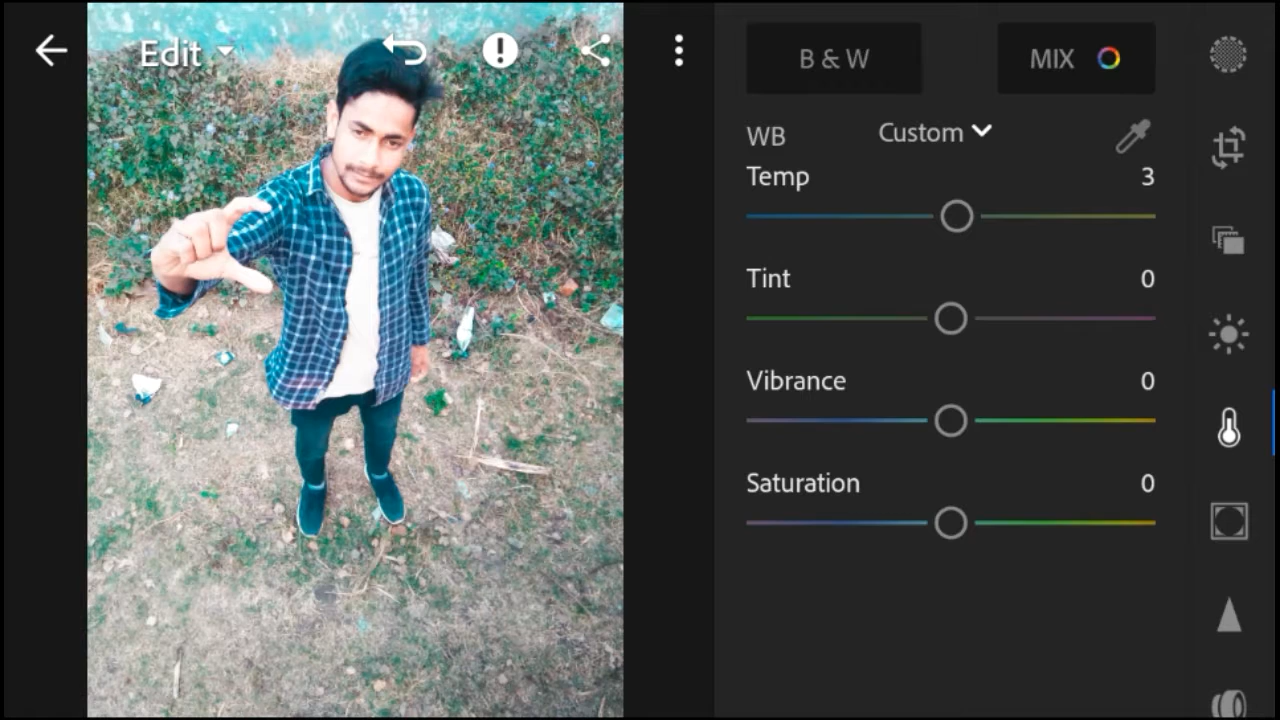 Edit
B & W
MIX
WB
Custom
Temp
3
Tint
0
Vibrance
0
Saturation
0